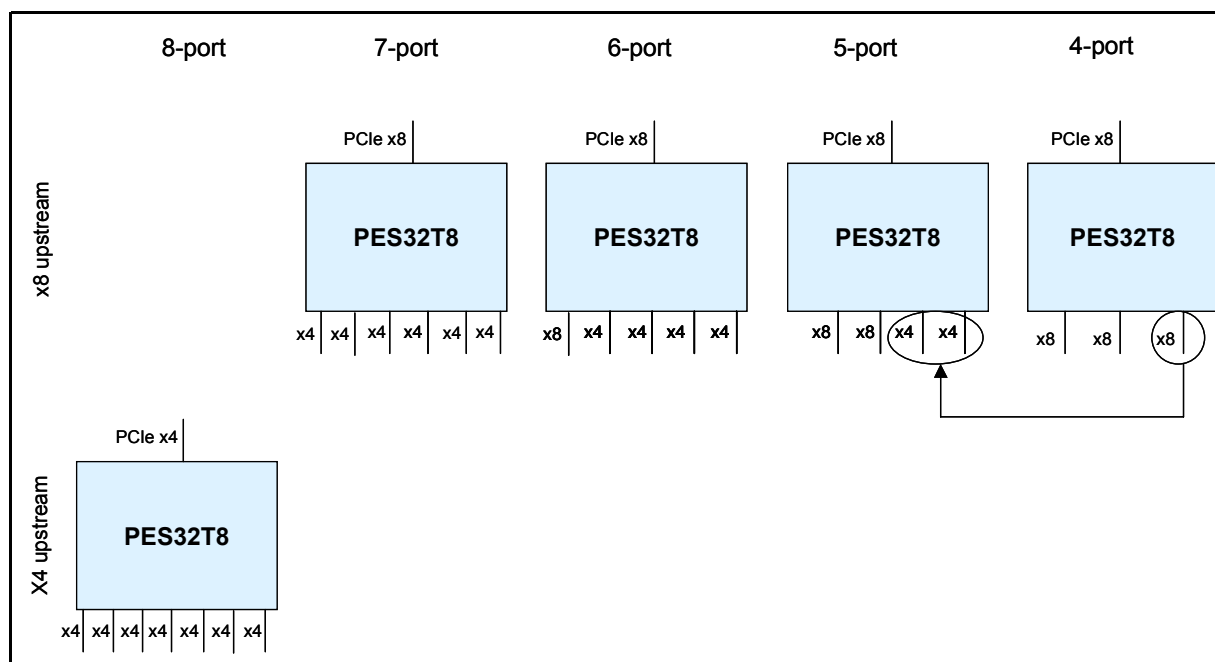 8-port 7-port 6-port 5-port 4-port
x8 upstream
PCIe x8 PCIe x8 PCIe x8 PCIe x8
PES32T8 PES32T8 PES32T8 PES32T8
x4 x4 x4 x4 x4 x4 x8 x4 x4 x4 x4 x8 x8 x4 x4 x8 x8 x8
X4 upstream
PCIe x4
PES32T8
x4 x4 x4 x4 x4 x4 x4